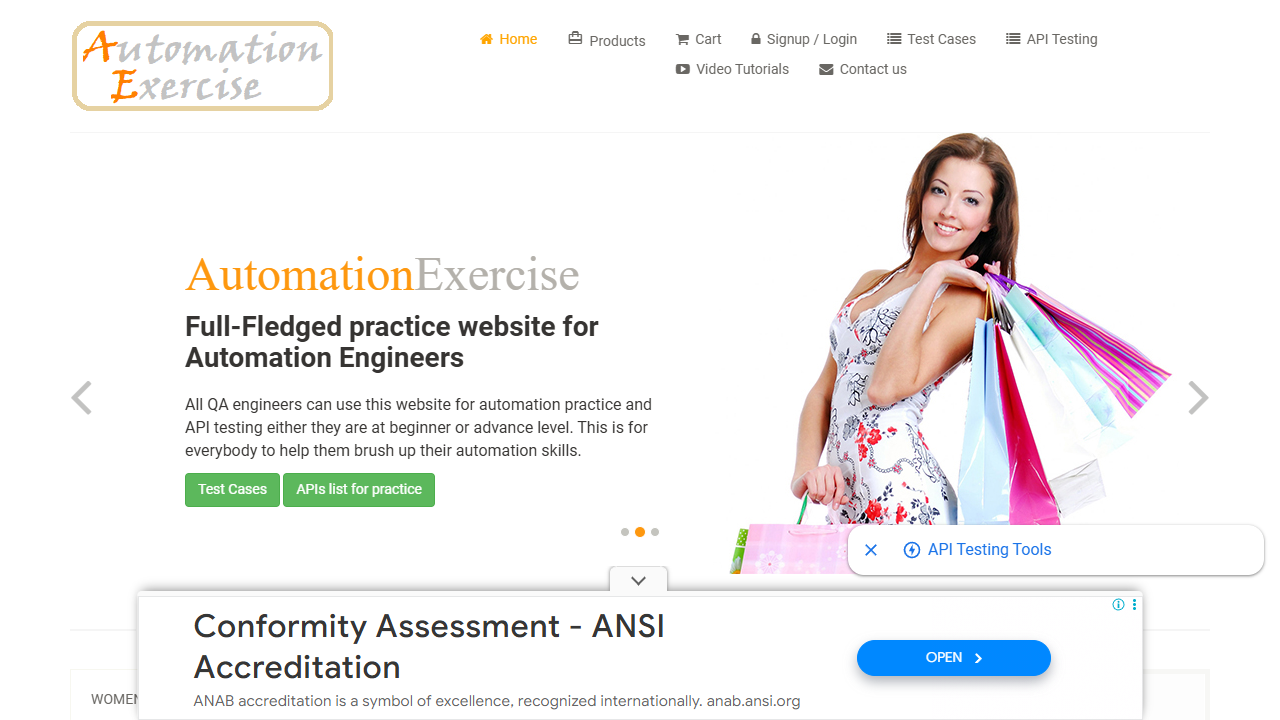 Automation
Exercise
Home
Products
Cart
Signup / Login
Test Cases
API Testing
Video Tutorials
Contact us
AutomationExercise
Full-Fledged practice website for
Automation Engineers
All QA engineers can use this website for automation practice and
API testing either they are at beginner or advance level. This is for
everybody to help them brush up their automation skills.
Test Cases
APIs list for practice
API Testing Tools
Conformity Assessment - ANSI
Accreditation
ANAB accreditation is a symbol of excellence, recognized internationally. anab.ansi.org
OPEN
WOMEN